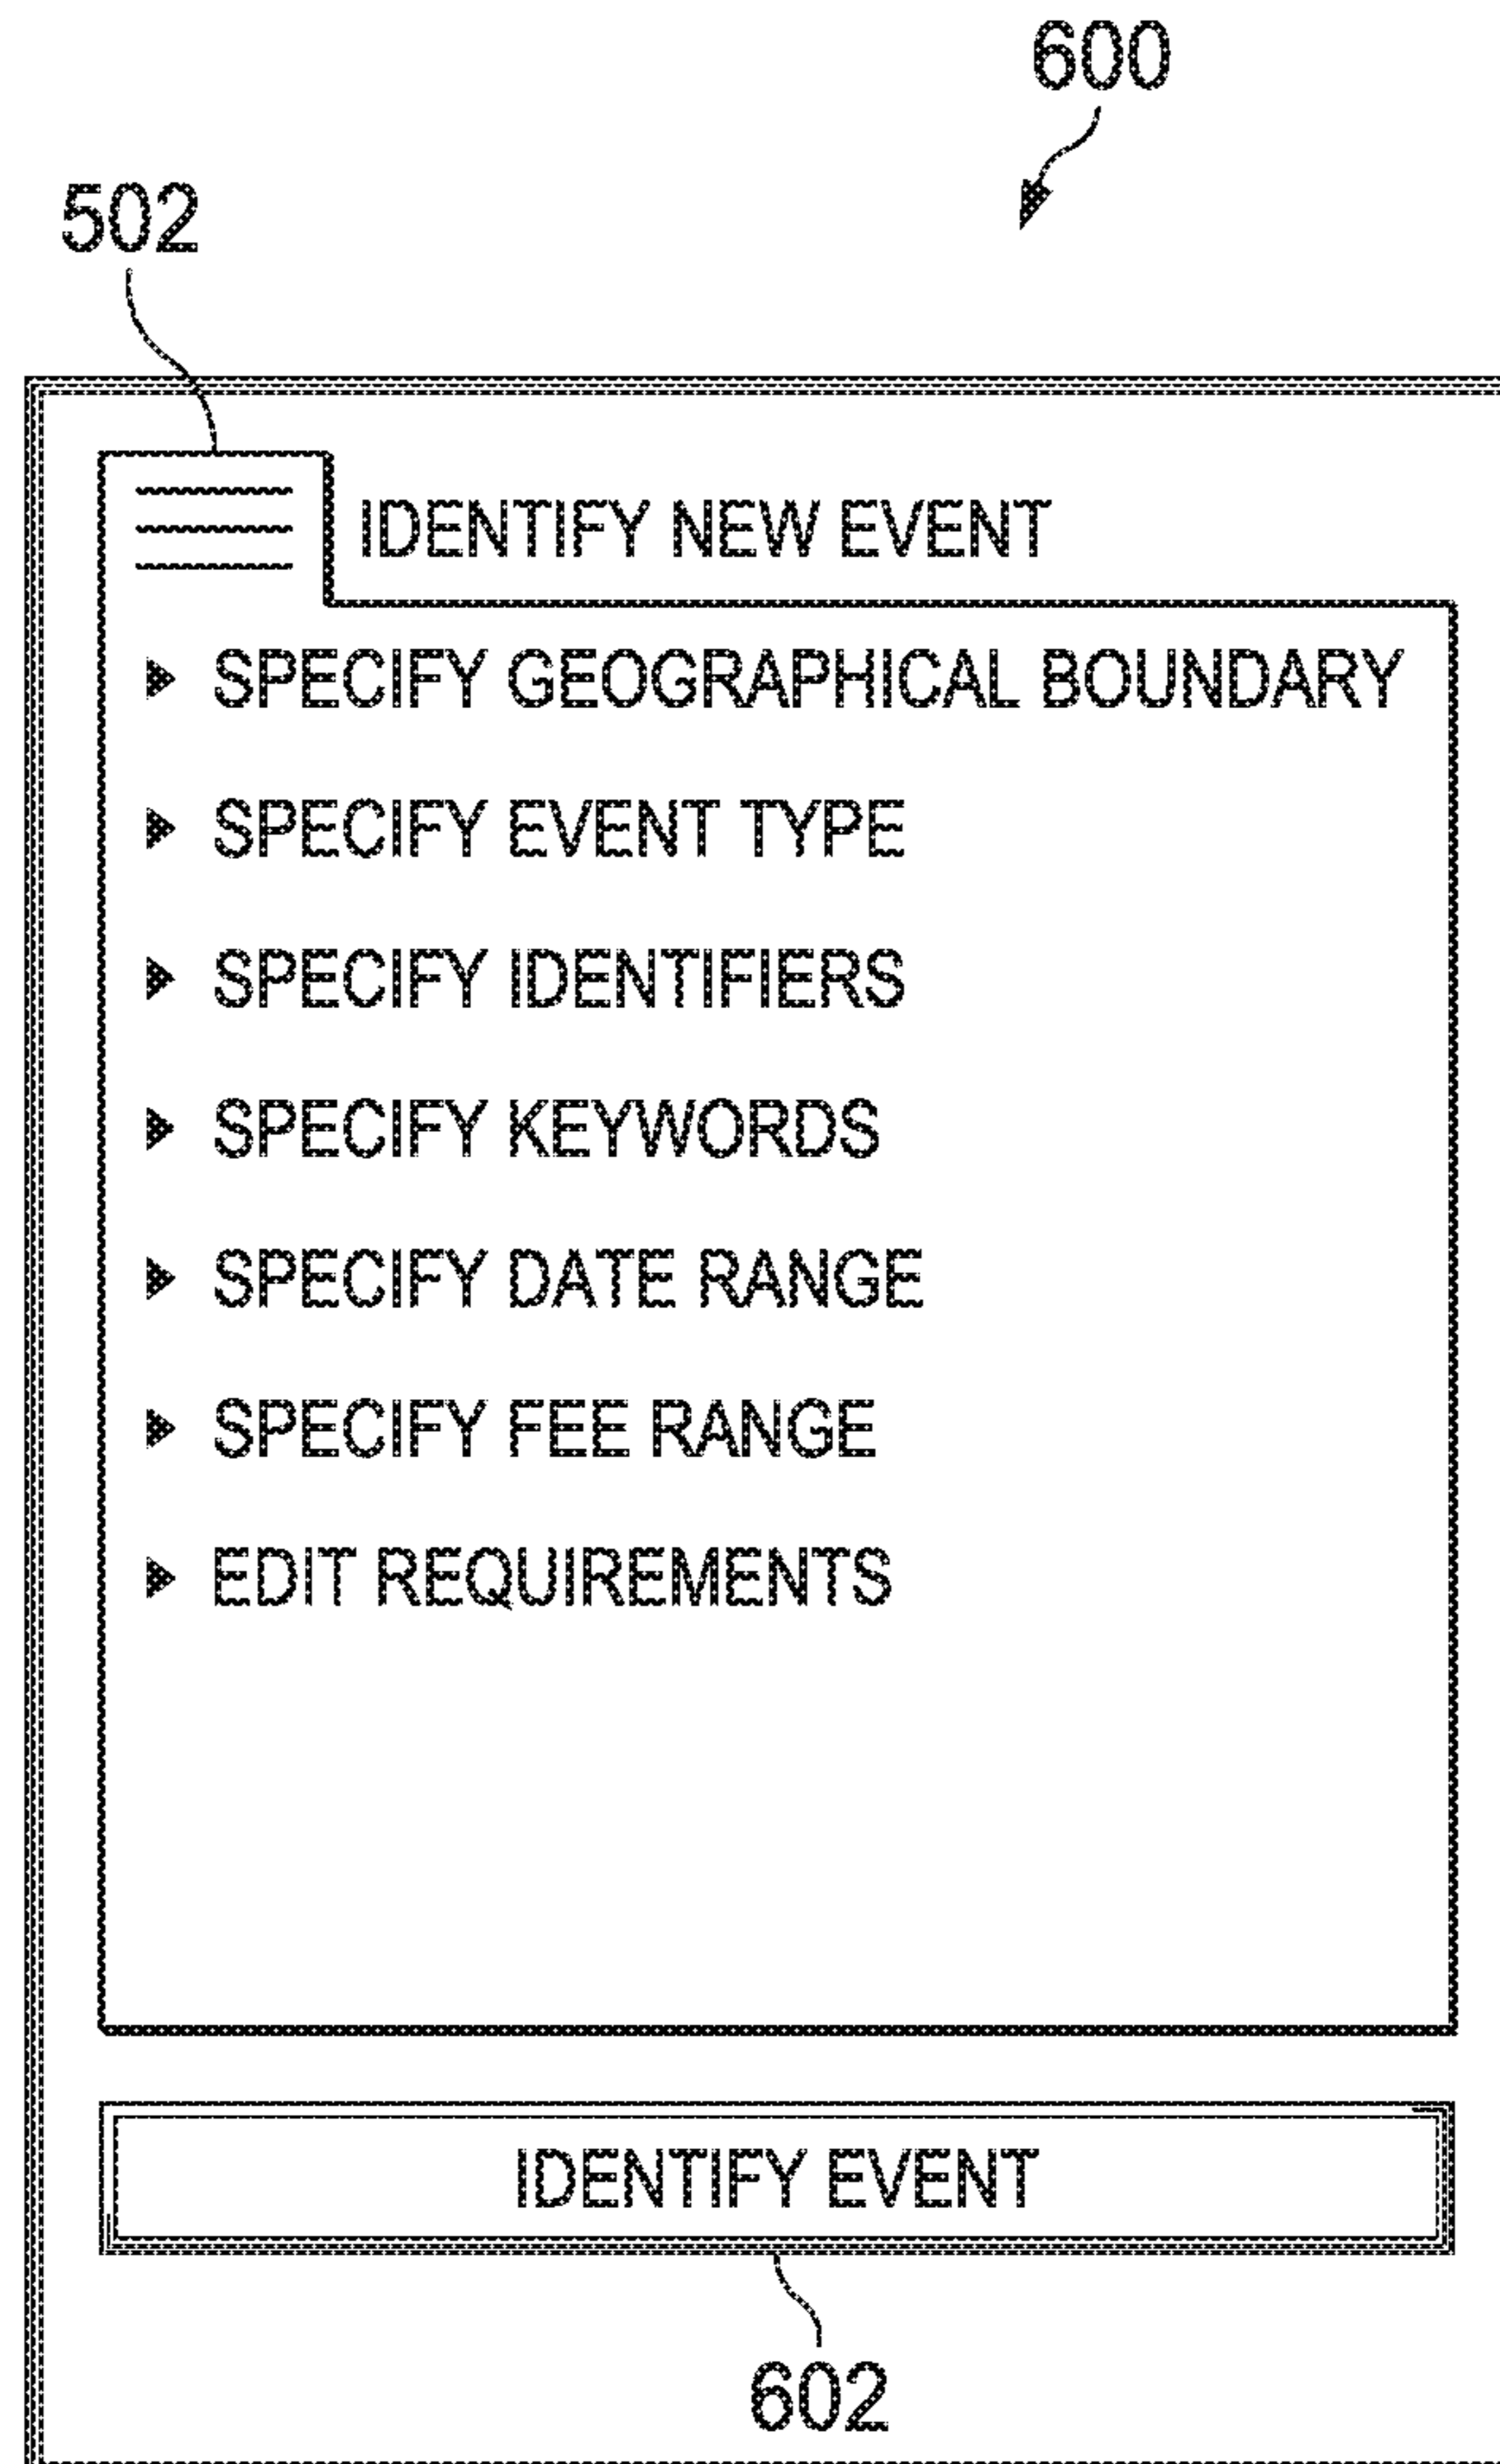 600
502
IDENTIFY NEW EVENT
SPECIFY GEOGRAPHICAL BOUNDARY
SPECIFY EVENT TYPE
SPECIFY IDENTIFIERS
SPECIFY KEYWORDS
SPECIFY DATE RANGE
SPECIFY FEE RANGE
EDIT REQUIREMENTS
IDENTIFY EVENT
602